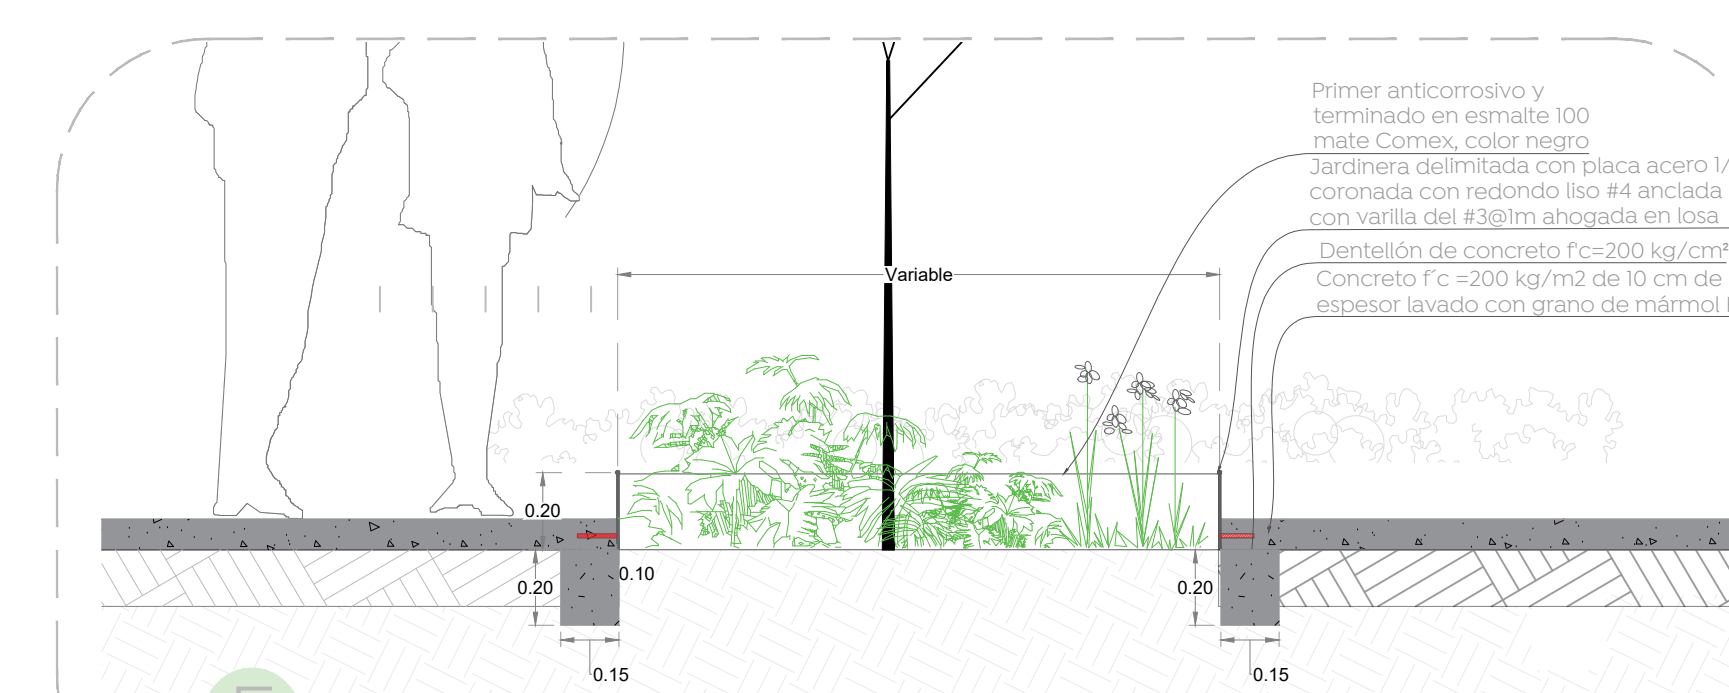 Primer anticorrosivo y
terminado en esmalte 100
mate Comex, color negro
Jardinera delimitada con placa acero 1/
coronada con redondo liso #4 anclada
con varilla del #3@1m ahogada en losa
Dentellón de concreto f'c=200 kg/cm²
Concreto f´c =200 kg/m2 de 10 cm de
espesor lavado con grano de mármol
Variable
0.20
0.10
0.20
0.20
0.15
0.15